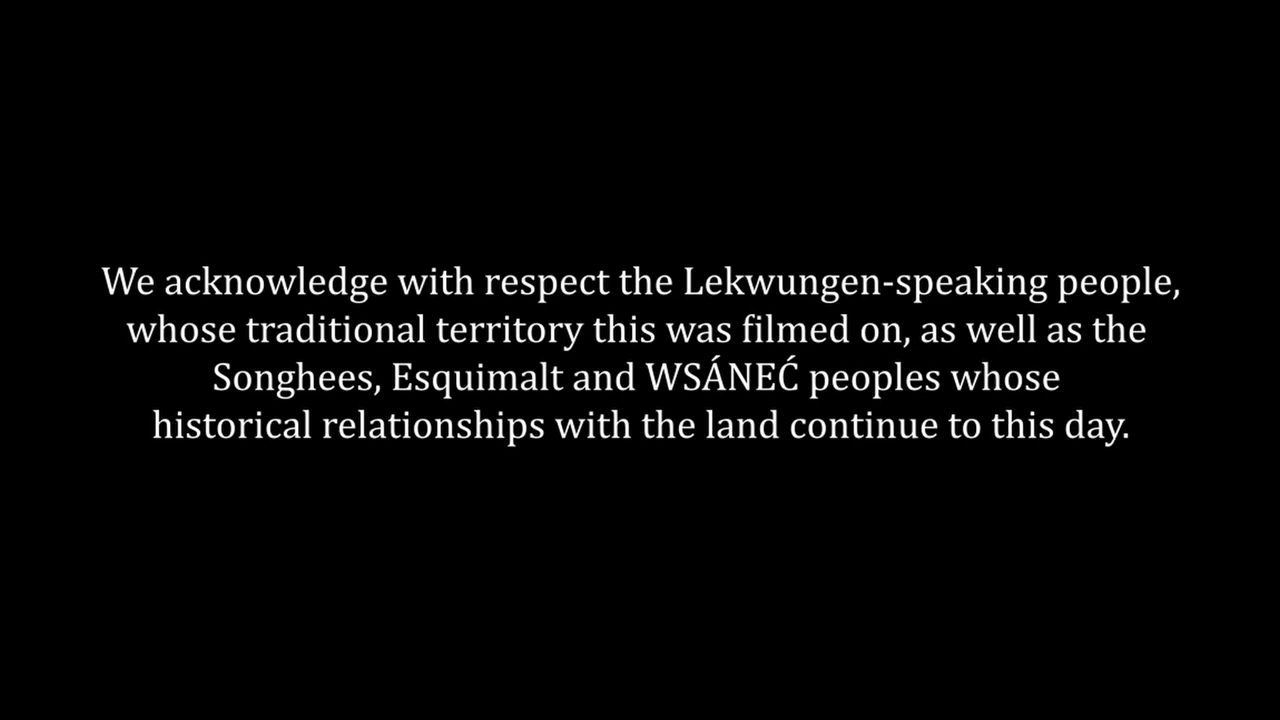 We acknowledge with respect the Lekwungen-speaking people,
whose traditional territory this was filmed on, as well as the
Songhees, Esquimalt and WSÁNEĆ peoples whose
historical relationships with the land continue to this day.